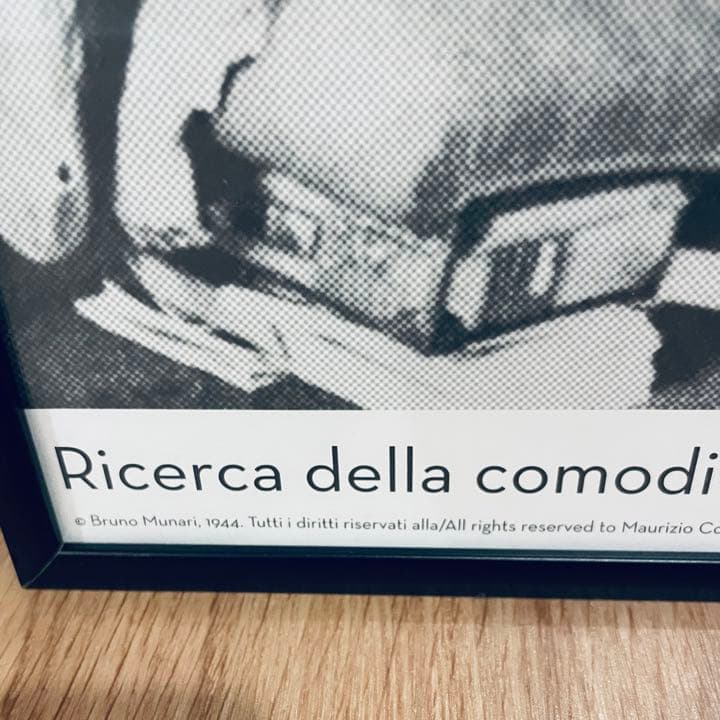 Ricerca della comodi
© Bruno Munari, 1944. Tutti i diritti riservati alla/All rights reserved to Maurizio Co